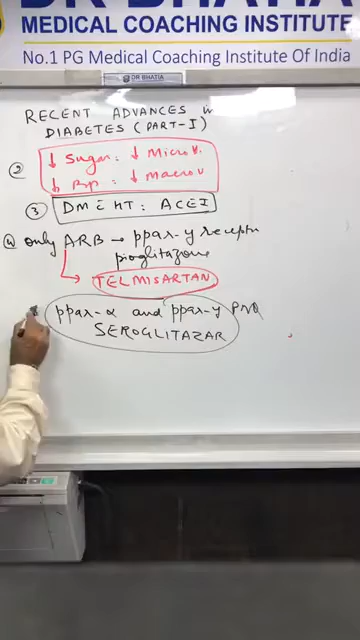 DR BHATIA
MEDICAL COACHING INSTITUTE
No.1 PG Medical Coaching Institute Of India
DR BHATIA
RECENT ADVANCES in
DIABETES (PART-I)
② ↓ Sugar: ↓ Micro V.
↓ Bp: ↓ Macro V
③ DM c̄ HT: ACEI
④ only ARB → ppar-γ receptr
pioglitazone
TELMISARTAN
ppar-α and ppar-γ
SEROGLITAZAR